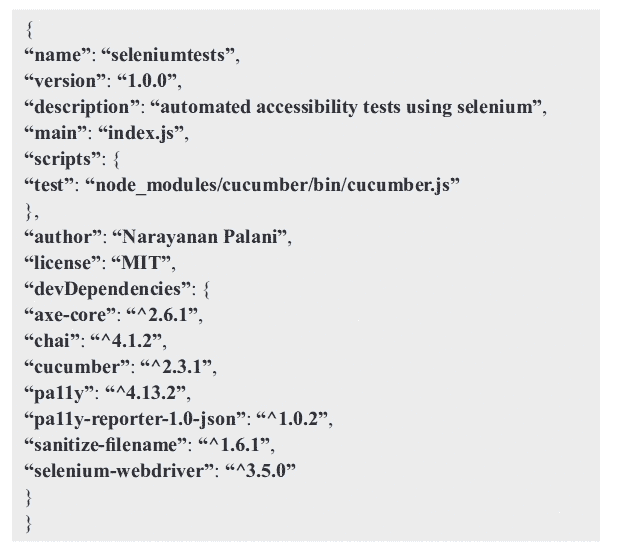 {
“name”: “seleniumtests”,
“version”: “1.0.0”,
“description”: “automated accessibility tests using selenium”,
“main”: “index.js”,
“scripts”: {
“test”: “node_modules/cucumber/bin/cucumber.js”
},
“author”: “Narayanan Palani”,
“license”: “MIT”,
“devDependencies”: {
“axe-core”: “^2.6.1”,
“chai”: “^4.1.2”,
“cucumber”: “^2.3.1”,
“pa11y”: “^4.13.2”,
“pa11y-reporter-1.0-json”: “^1.0.2”,
“sanitize-filename”: “^1.6.1”,
“selenium-webdriver”: “^3.5.0”
}
}